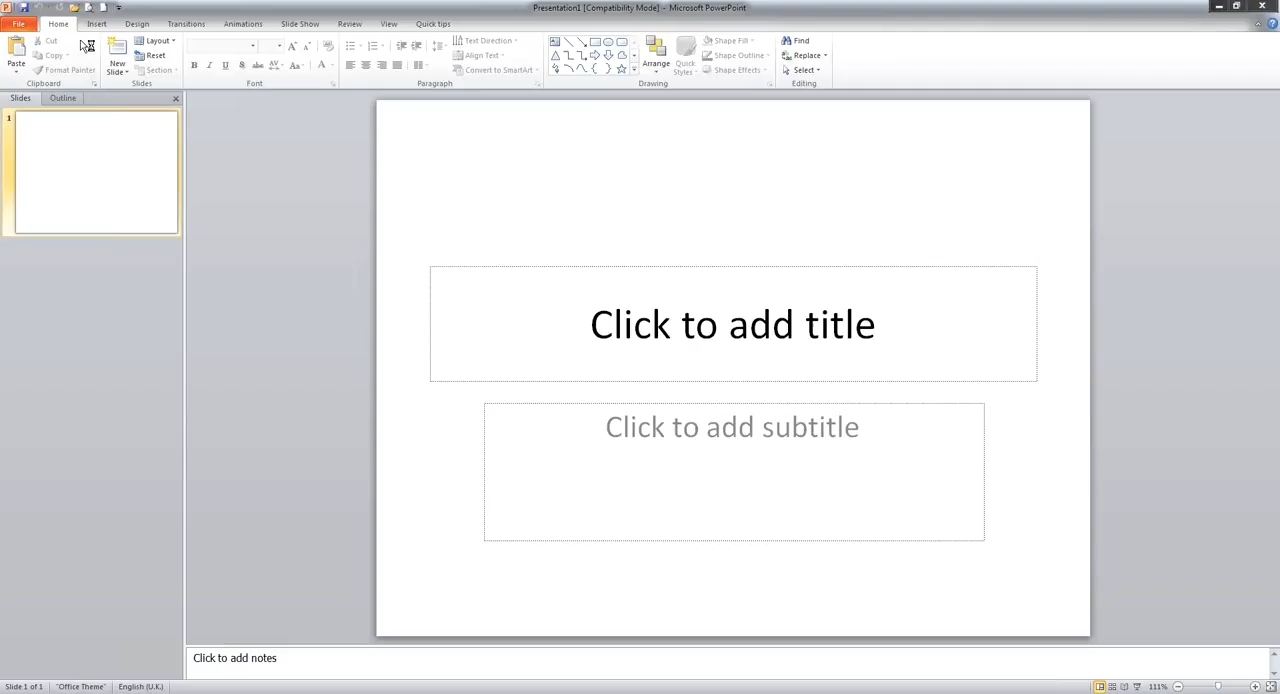 Presentation1 [Compatibility Mode] - Microsoft PowerPoint
File Home Insert Design Transitions Animations Slide Show Review View Quick tips
Paste
Cut
Copy
Format Painter
Clipboard
New
Slide
Layout
Reset
Section
Slides
B I U S abc AV Aa A
Font
Text Direction
Align Text
Convert to SmartArt
Paragraph
Arrange
Quick
Styles
Shape Fill
Shape Outline
Shape Effects
Drawing
Find
Replace
Select
Editing
Slides Outline
1
Click to add title
Click to add subtitle
Click to add notes
Slide 1 of 1 "Office Theme" English (U.K.) 111%